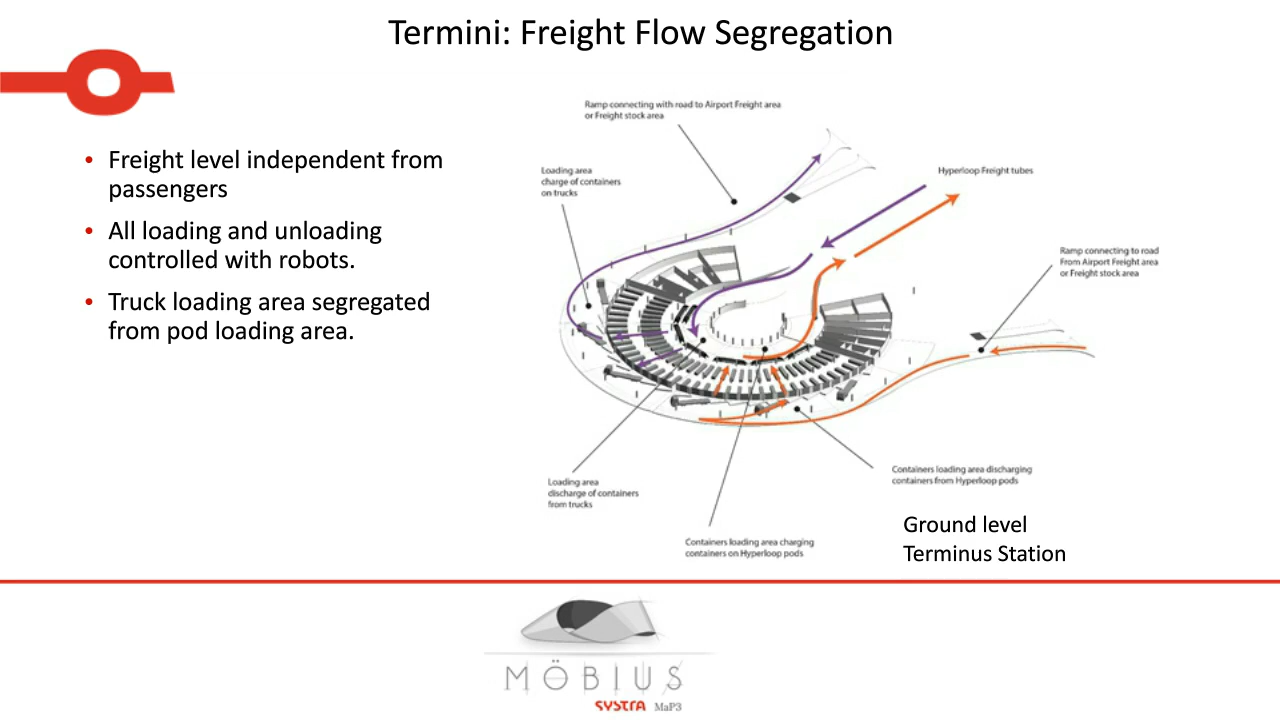 Termini: Freight Flow Segregation
• Freight level independent from
passengers
• All loading and unloading
controlled with robots.
• Truck loading area segregated
from pod loading area.
Ramp connecting with road to Airport Freight area
or Freight stock area
Loading area
charge of containers
on trucks
Hyperloop Freight tubes
Ramp connecting to road
From Airport Freight area
or Freight stock area
Loading area
discharge of containers
from trucks
Containers loading area discharging
containers from Hyperloop pods
Containers loading area charging
containers on Hyperloop pods
Ground level
Terminus Station
MÖBIUS
SYSTRA MaP3